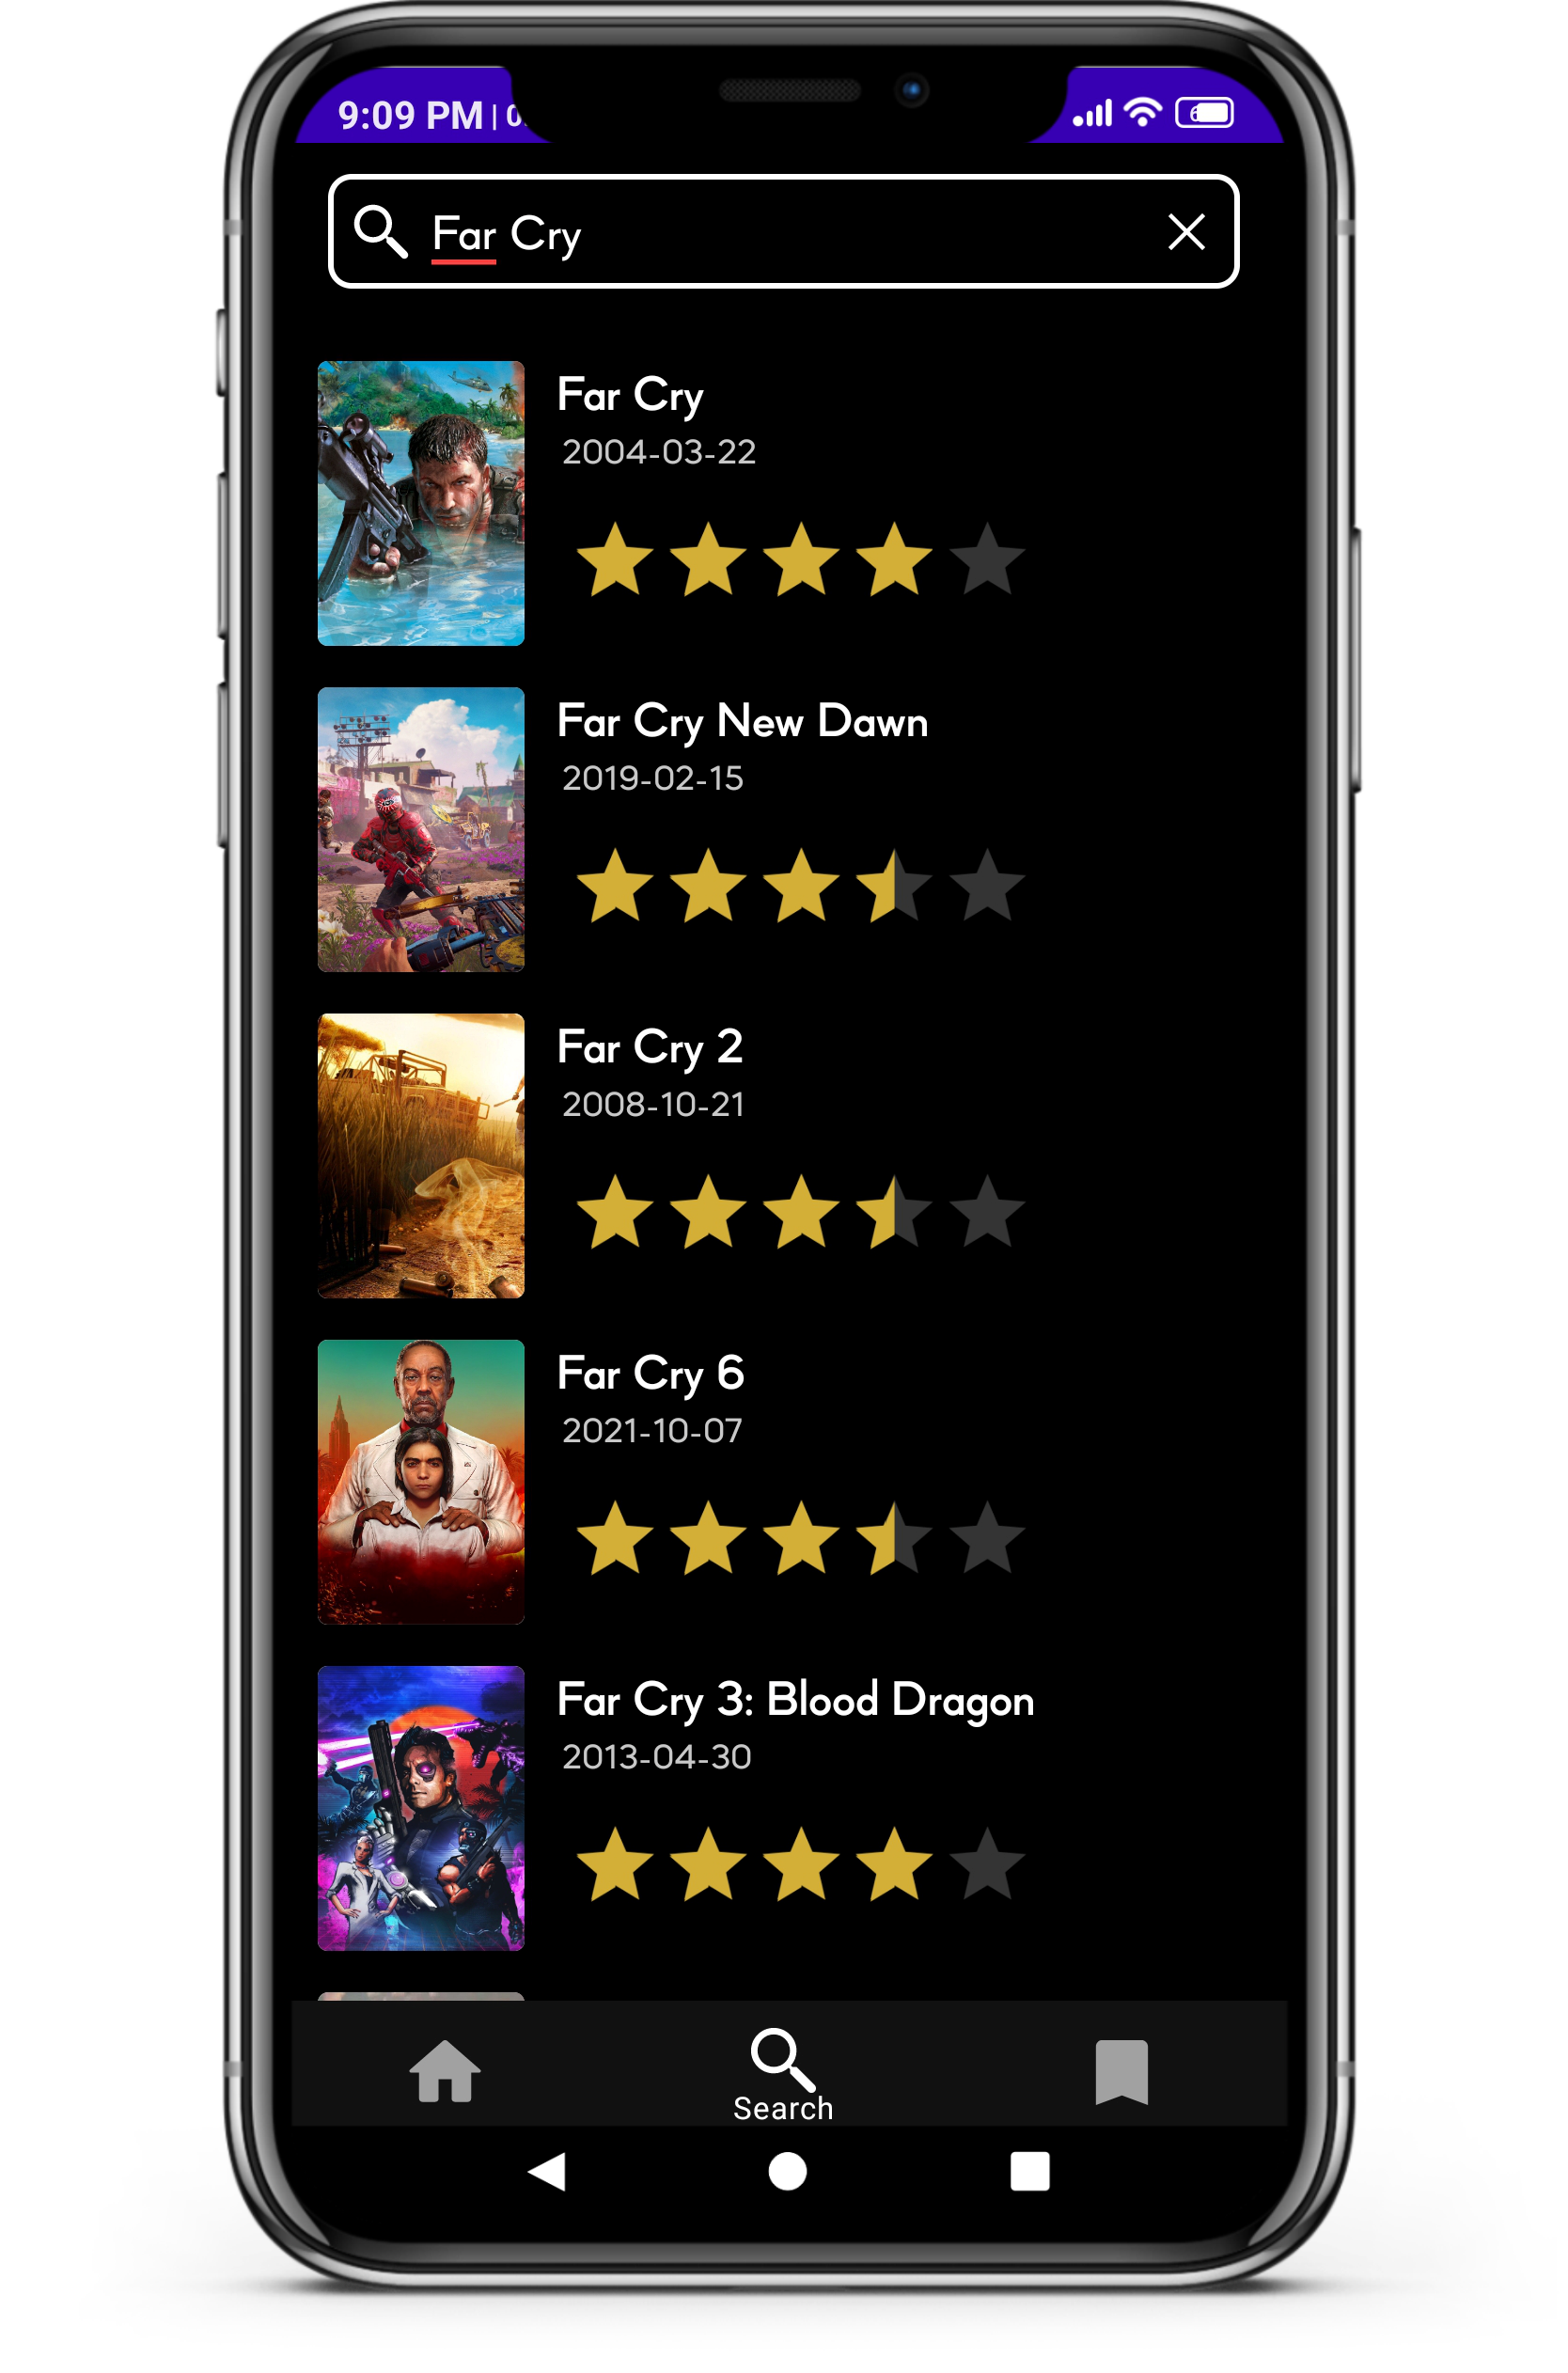 9:09 PM |
Far Cry
Far Cry
2004-03-22
Far Cry New Dawn
2019-02-15
Far Cry 2
2008-10-21
Far Cry 6
2021-10-07
Far Cry 3: Blood Dragon
2013-04-30
Search